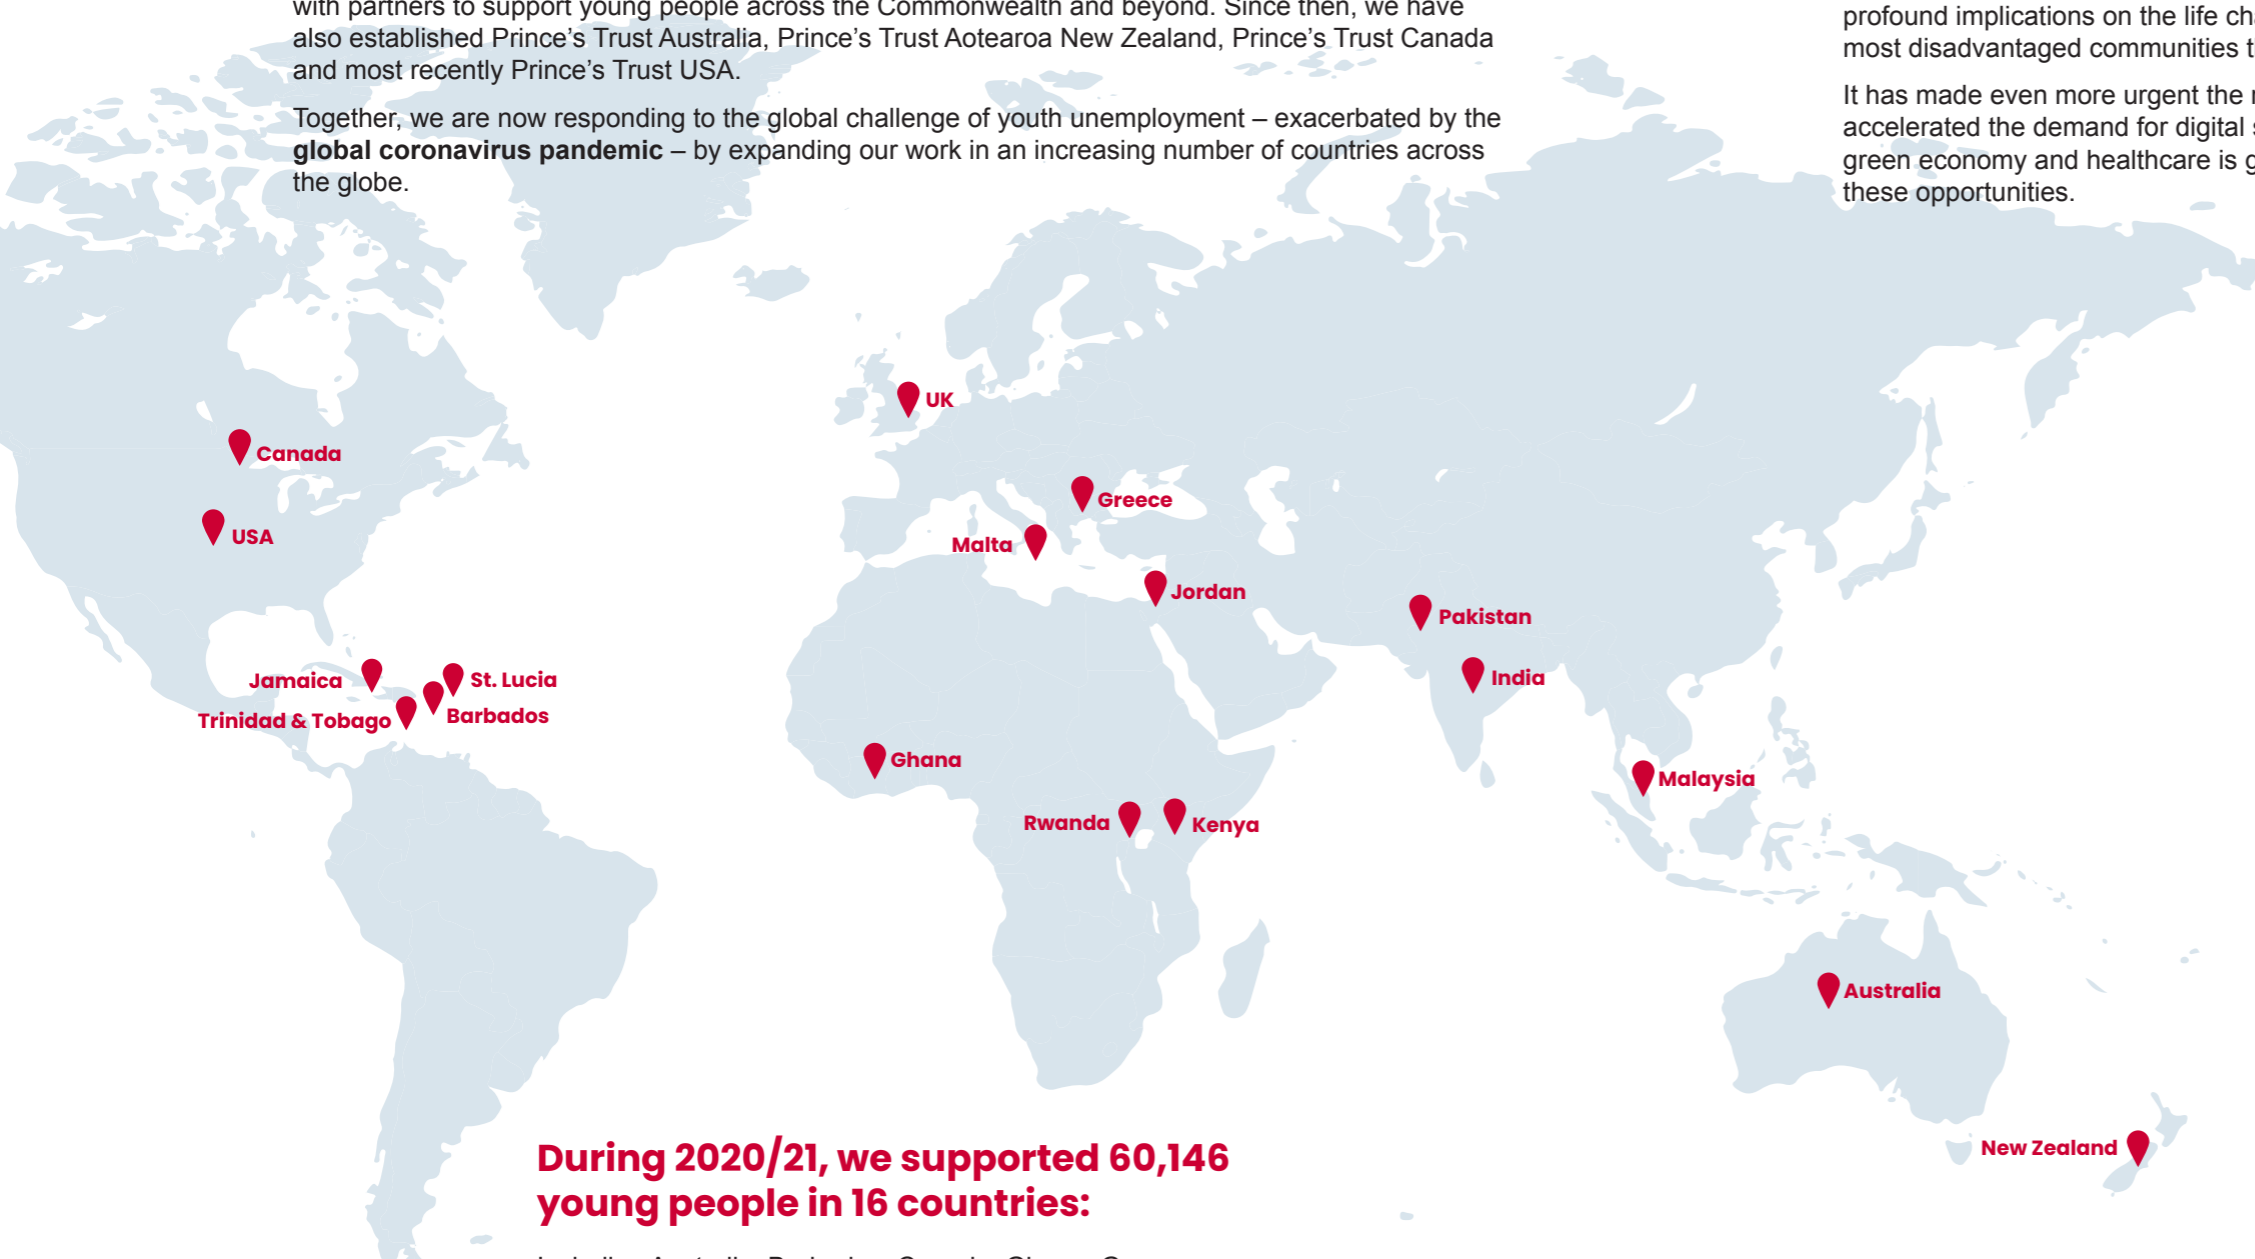 with partners to support young people across the Commonwealth and beyond. Since then, we have
also established Prince’s Trust Australia, Prince’s Trust Aotearoa New Zealand, Prince’s Trust Canada
and most recently Prince’s Trust USA.
Together, we are now responding to the global challenge of youth unemployment – exacerbated by the
global coronavirus pandemic – by expanding our work in an increasing number of countries across
the globe.
profound implications on the life
most disadvantaged communities
It has made even more urgent the
accelerated the demand for digital
green economy and healthcare is
these opportunities.
UK
Canada
Greece
USA
Malta
Jordan
Pakistan
Jamaica
St. Lucia
India
Trinidad & Tobago
Barbados
Ghana
Malaysia
Rwanda
Kenya
Australia
New Zealand
During 2020/21, we supported 60,146
young people in 16 countries: